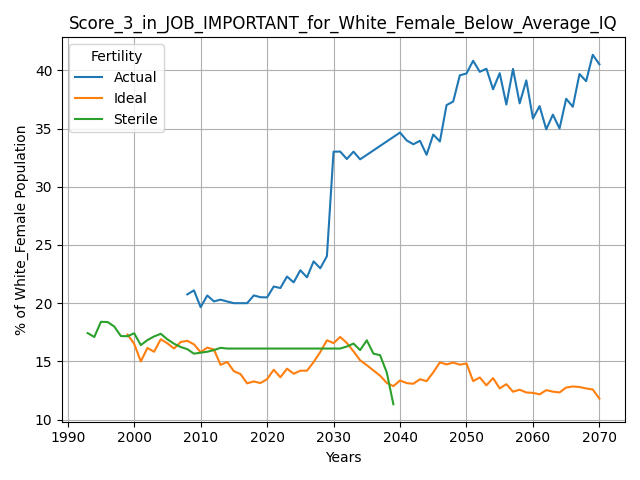 Score_3_in_JOB_IMPORTANT_for_White_Female_Below_Average_IQ
Fertility
Actual
Ideal
Sterile
% of White_Female Population
40
35
30
25
20
15
10
1990 2000 2010 2020 2030 2040 2050 2060 2070
Years